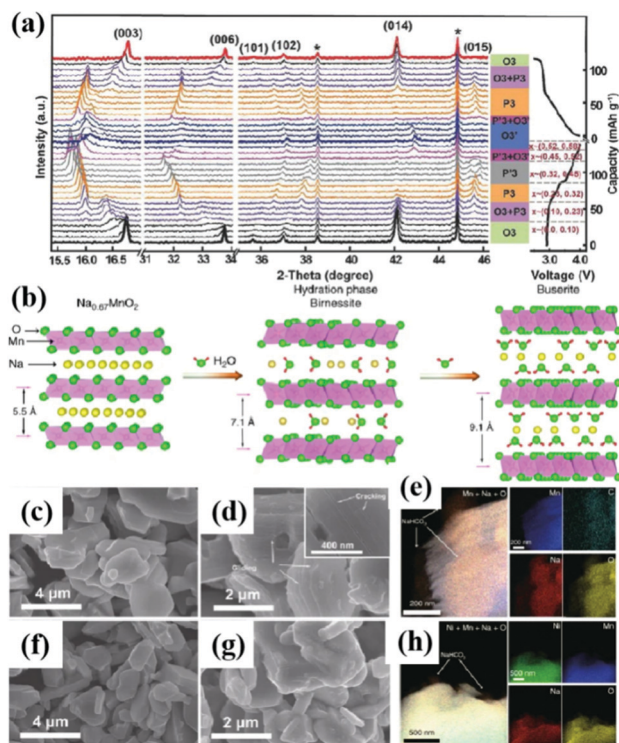 (a)
(003)
(006)
(101) (102) * (014) * (015)
Intensity (a.u.)
O3
O3+P3
P3
P'3+O3'
O3'
P'3+O3'
P'3
P3
O3+P3
O3
100
50
0
100
50
0
Capacity (mAh g⁻¹)
15.5 16.0 16.5 31 32 33 34 36 38 40 42 44 46
2-Theta (degree)
3.0 4.0
Voltage (V)
(b)
Na0.67MnO2
Hydration phase
Birnessite
Buserite
O
Mn
Na
H2O
5.5 Å
7.1 Å
9.1 Å
(c)
4 μm
(d)
Cracking
400 nm
2 μm
(e)
Mn + Na + O
NaHCO3
200 nm
Mn
C
200 nm
Na
O
(f)
4 μm
(g)
2 μm
(h)
Ni + Mn + Na + O
NaHCO3
500 nm
Ni
Mn
500 nm
Na
O